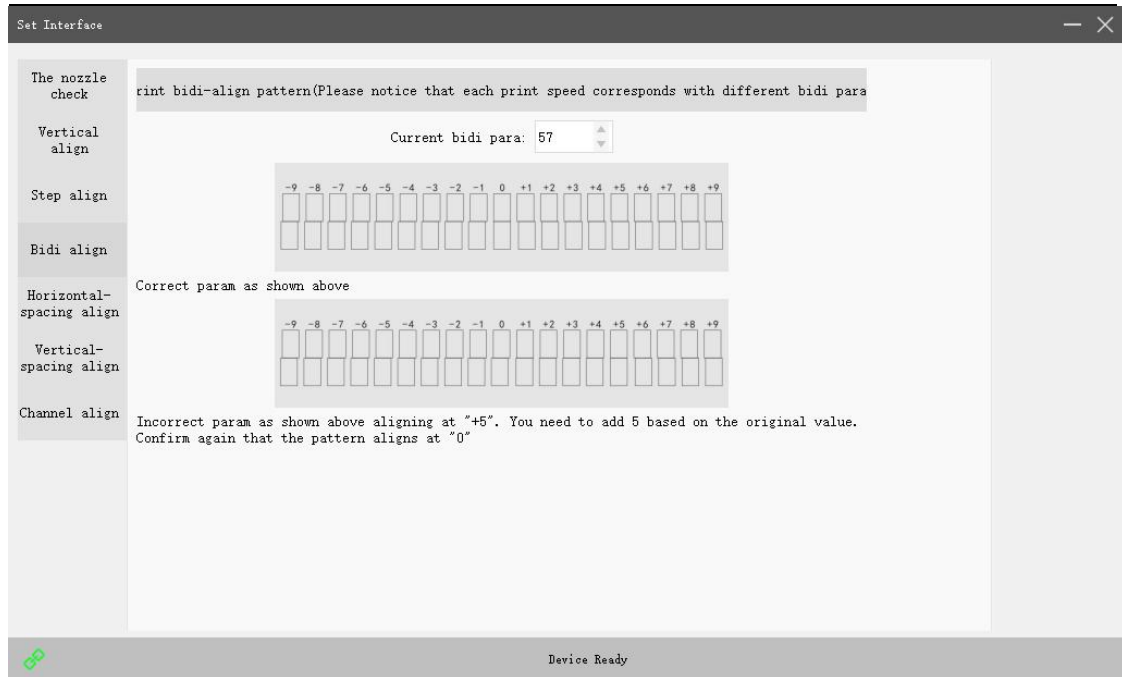 Set Interface
The nozzle
check
rint bidi-align pattern(Please notice that each print speed corresponds with different bidi para
Vertical
align
Current bidi para: 57
Step align
-9 -8 -7 -6 -5 -4 -3 -2 -1 0 +1 +2 +3 +4 +5 +6 +7 +8 +9
Bidi align
Correct param as shown above
Horizontal-
spacing align
-9 -8 -7 -6 -5 -4 -3 -2 -1 0 +1 +2 +3 +4 +5 +6 +7 +8 +9
Vertical-
spacing align
Channel align
Incorrect param as shown above aligning at "+5". You need to add 5 based on the original value.
Confirm again that the pattern aligns at "0"
Device Ready